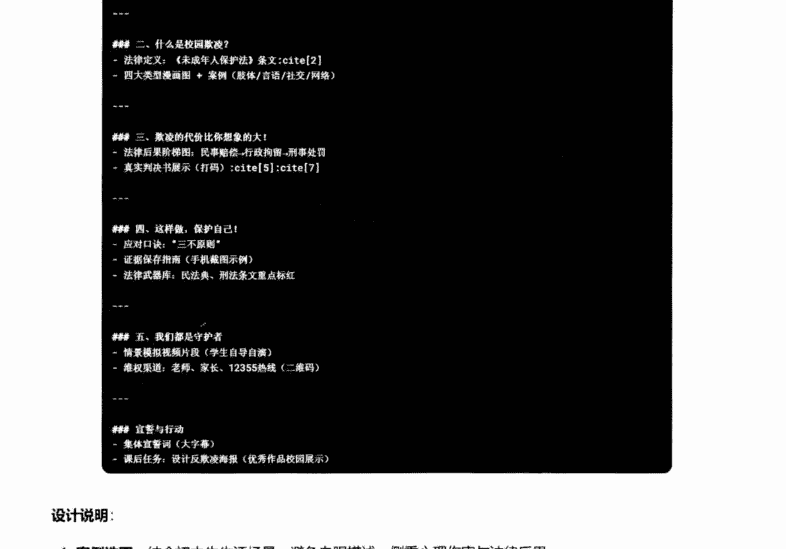 ---
### 二、什么是校园欺凌？
- 法律定义：《未成年人保护法》条文:cite[2]
- 四大类型漫画图 + 案例（肢体/言语/社交/网络）
---
### 三、欺凌的代价比你想象的大！
- 法律后果阶梯图：民事赔偿→行政拘留→刑事处罚
- 真实判决书展示（打码）:cite[5]:cite[7]
---
### 四、这样做，保护自己！
- 应对口诀："三不原则"
- 证据保存指南（手机截图示例）
- 法律武器库：民法典、刑法条文重点标红
---
### 五、我们都是守护者
- 情景模拟视频片段（学生自导自演）
- 维权渠道：老师、家长、12355热线（二维码）
---
### 宣誓与行动
- 集体宣誓词（大字幕）
- 课后任务：设计反欺凌海报（优秀作品校园展示）
设计说明：